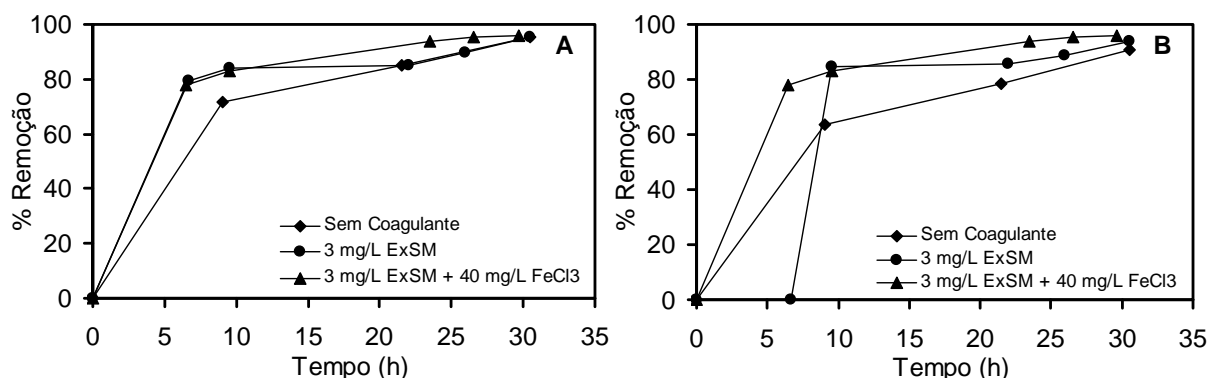 100
80
60
40
20
0
% Remoção
A
Sem Coagulante
3 mg/L ExSM
3 mg/L ExSM + 40 mg/L FeCl3
0 5 10 15 20 25 30 35
Tempo (h)
100
80
60
40
20
0
% Remoção
B
Sem Coagulante
3 mg/L ExSM
3 mg/L ExSM + 40 mg/L FeCl3
0 5 10 15 20 25 30 35
Tempo (h)